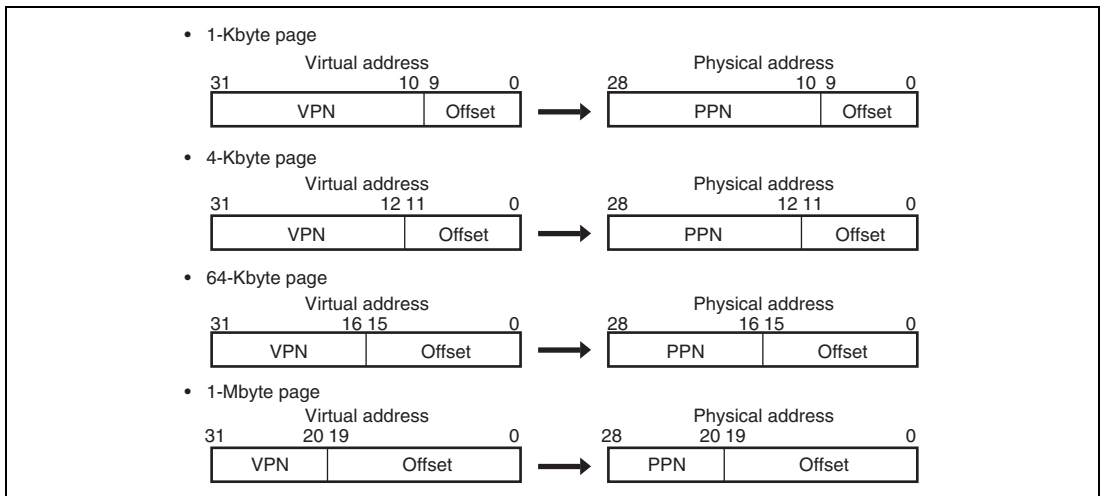 • 1-Kbyte page
Virtual address Physical address
31 10 9 0 28 10 9 0
VPN Offset PPN Offset
• 4-Kbyte page
Virtual address Physical address
31 12 11 0 28 12 11 0
VPN Offset PPN Offset
• 64-Kbyte page
Virtual address Physical address
31 16 15 0 28 16 15 0
VPN Offset PPN Offset
• 1-Mbyte page
Virtual address Physical address
31 20 19 0 28 20 19 0
VPN Offset PPN Offset